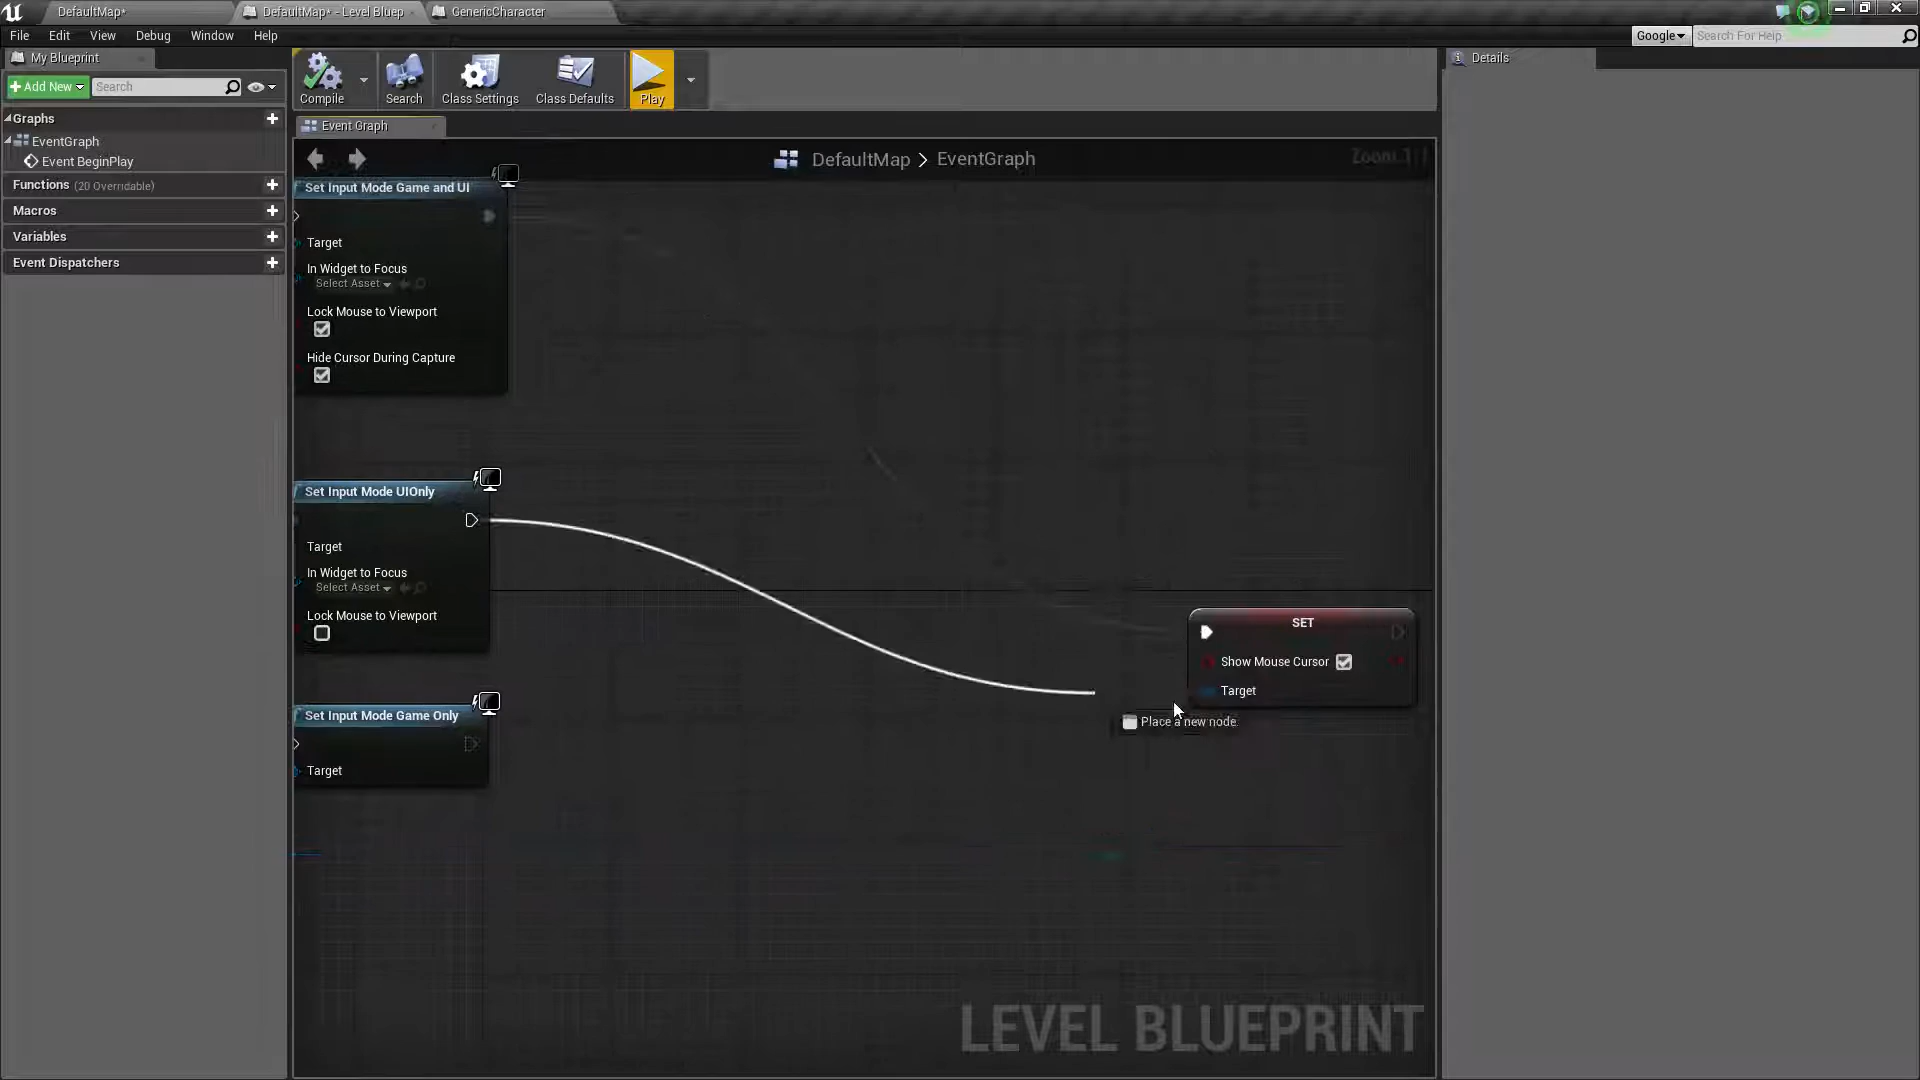 DefaultMap*
DefaultMap* - Level Bluep
GenericCharacter
File Edit View Debug Window Help
Google
Search For Help
My Blueprint
Add New
Search
Graphs
EventGraph
Event BeginPlay
Functions (20 Overridable)
Macros
Variables
Event Dispatchers
Compile
Search
Class Settings
Class Defaults
Play
Details
Event Graph
DefaultMap > EventGraph
Set Input Mode Game and UI
Target
In Widget to Focus
Select Asset
Lock Mouse to Viewport
Hide Cursor During Capture
Set Input Mode UIOnly
Target
In Widget to Focus
Select Asset
Lock Mouse to Viewport
SET
Show Mouse Cursor
Target
Place a new node.
Set Input Mode Game Only
Target
LEVEL BLUEPRINT